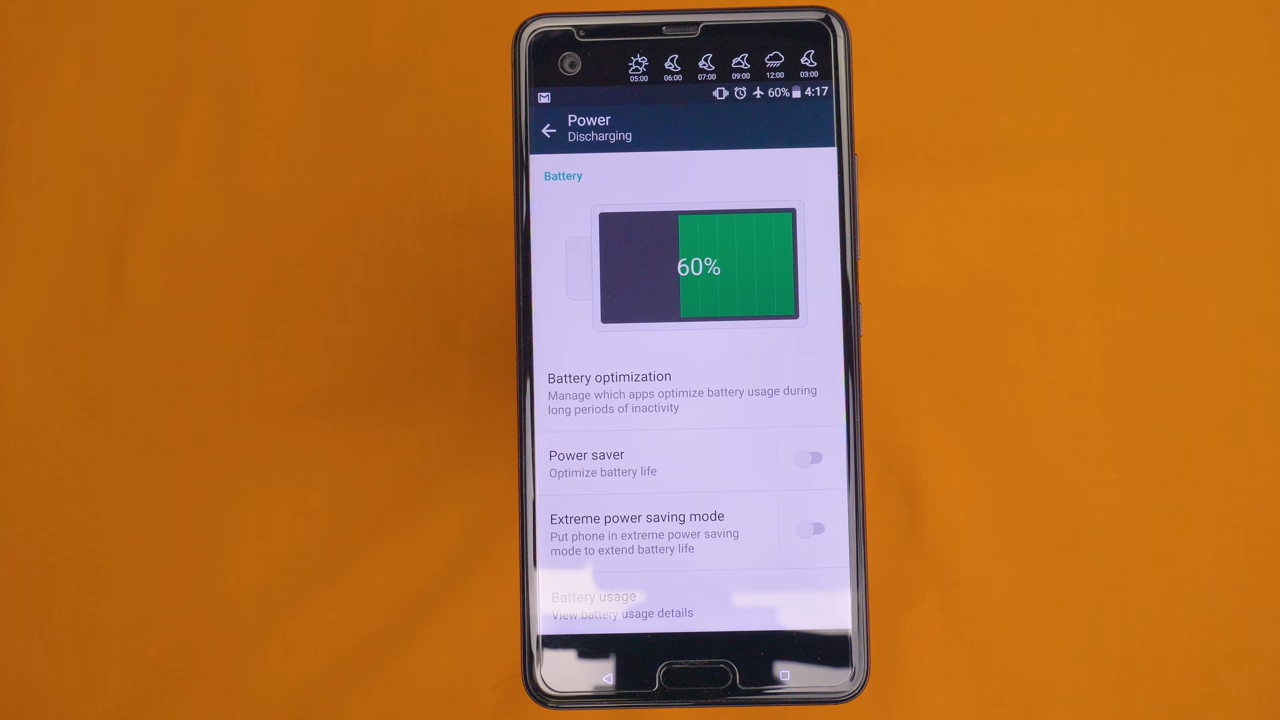 05:00 06:00 07:00 09:00 12:00 03:00
60% 4:17
Power
Discharging
Battery
60%
Battery optimization
Manage which apps optimize battery usage during
long periods of inactivity
Power saver
Optimize battery life
Extreme power saving mode
Put phone in extreme power saving
mode to extend battery life
Battery usage
View battery usage details